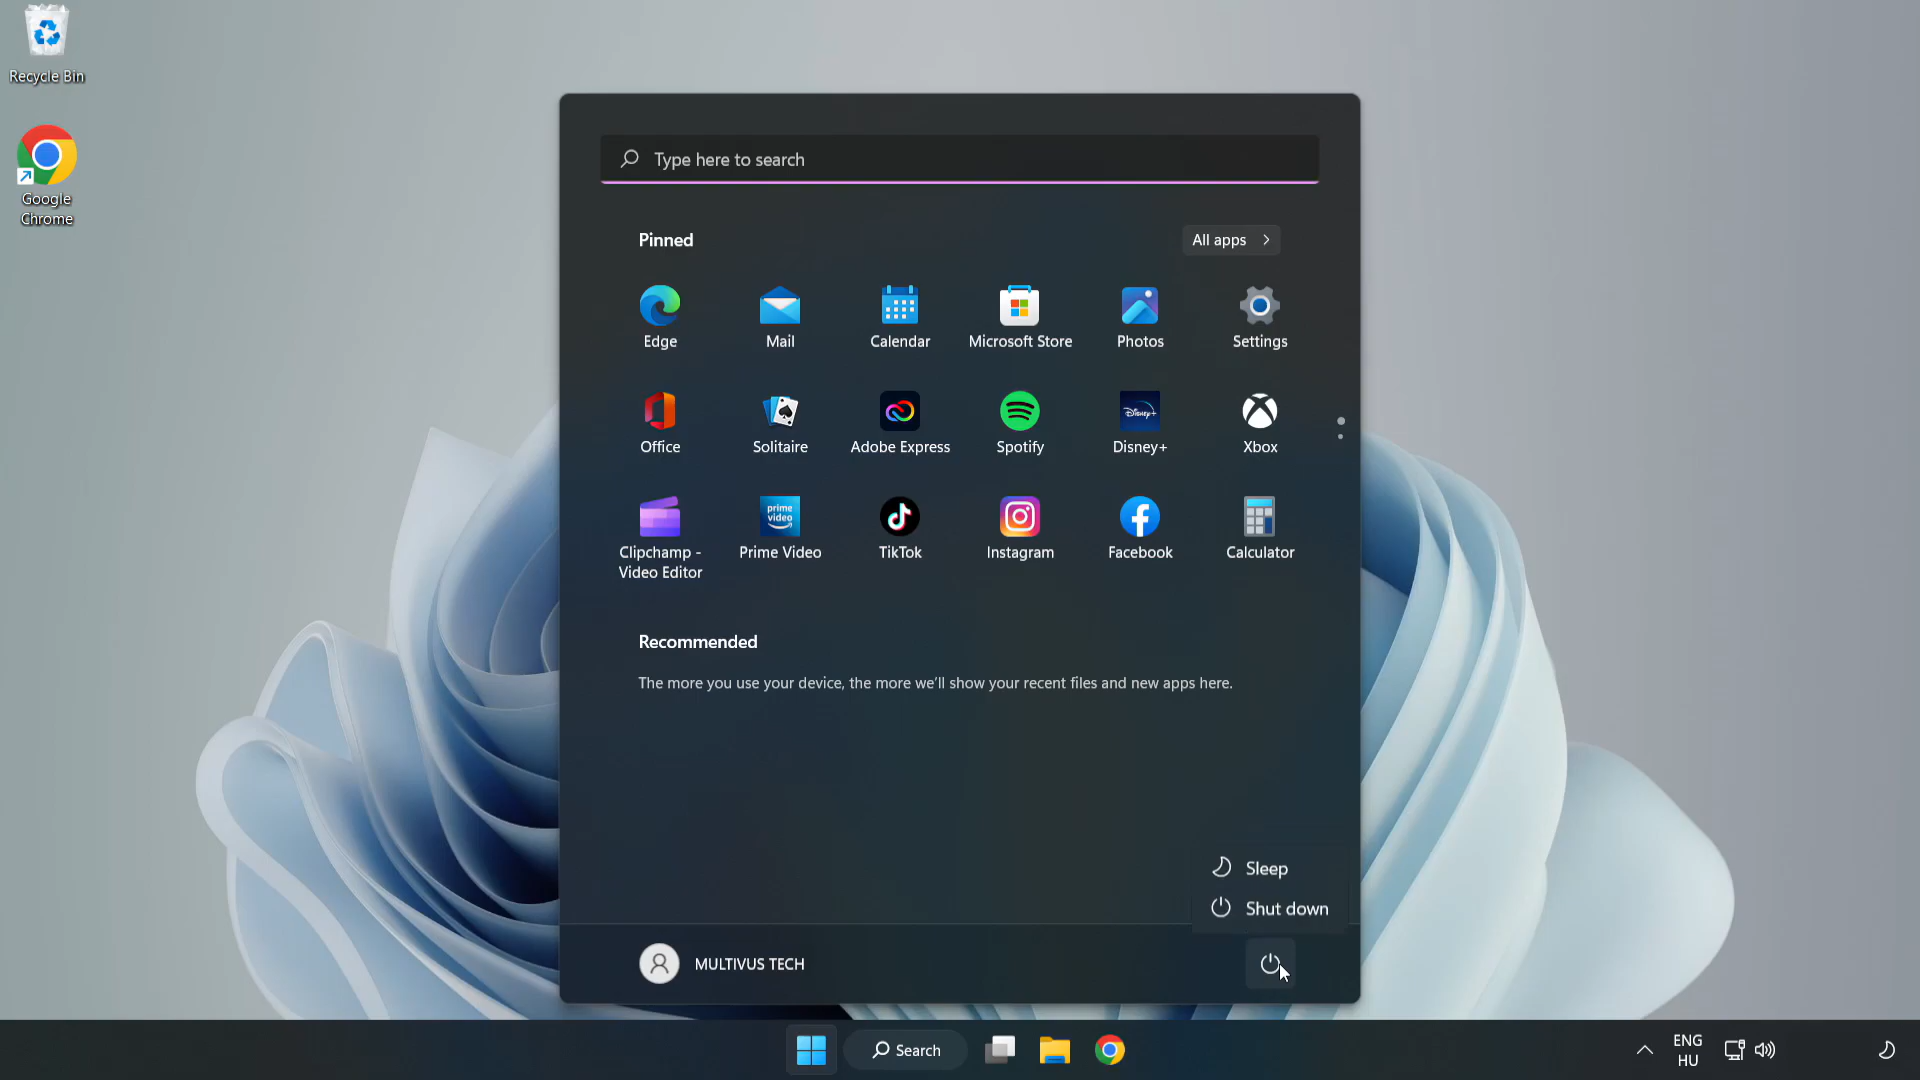 Recycle Bin
Google
Chrome
Type here to search
Pinned
All apps
Edge
Mail
Calendar
Microsoft Store
Photos
Settings
Office
Solitaire
Adobe Express
Spotify
Disney+
Disney+
Xbox
Clipchamp -
Video Editor
prime
video
Prime Video
TikTok
Instagram
Facebook
Calculator
Recommended
The more you use your device, the more we'll show your recent files and new apps here.
Sleep
Shut down
MULTIVUS TECH
Search
ENG
HU